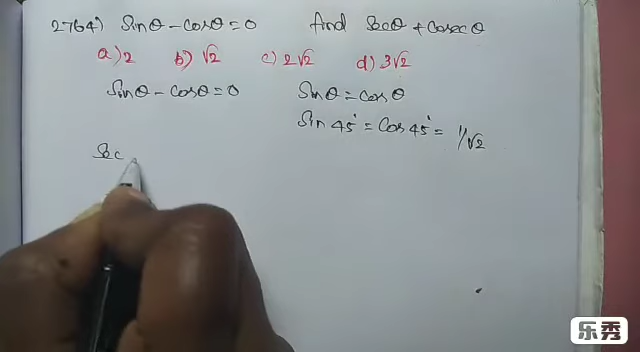 2764) Sinθ - cosθ = 0 find Secθ + Cosec θ
a) 2 b) √2 c) 2√2 d) 3√2
Sinθ - cosθ = 0 Sinθ = cosθ
Sin 45° = Cos 45° = 1/√2
Sec
乐秀